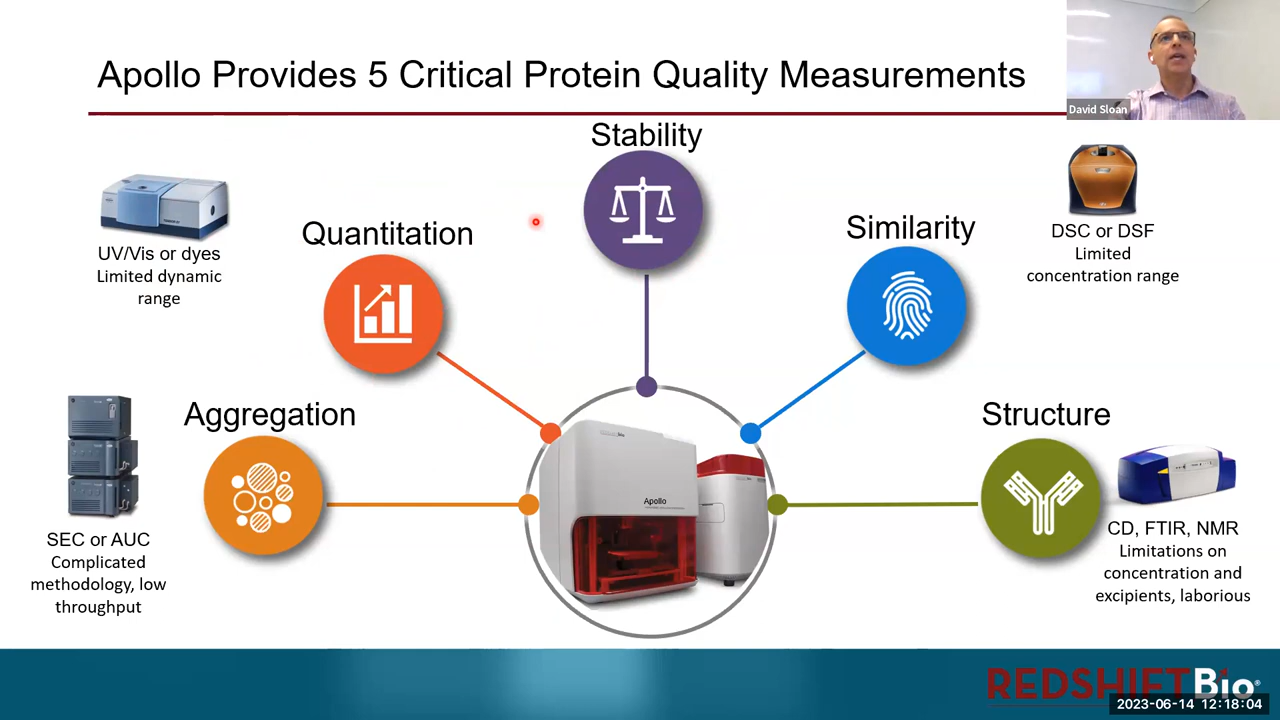 Apollo Provides 5 Critical Protein Quality Measurements
David Sloan
Stability
UV/Vis or dyes
Limited dynamic
range
Quantitation
Similarity
DSC or DSF
Limited
concentration range
Aggregation
Structure
SEC or AUC
Complicated
methodology, low
throughput
Apollo
CD, FTIR, NMR
Limitations on
concentration and
excipients, laborious
REDSHIFTBio®
2023-06-14 12:18:04